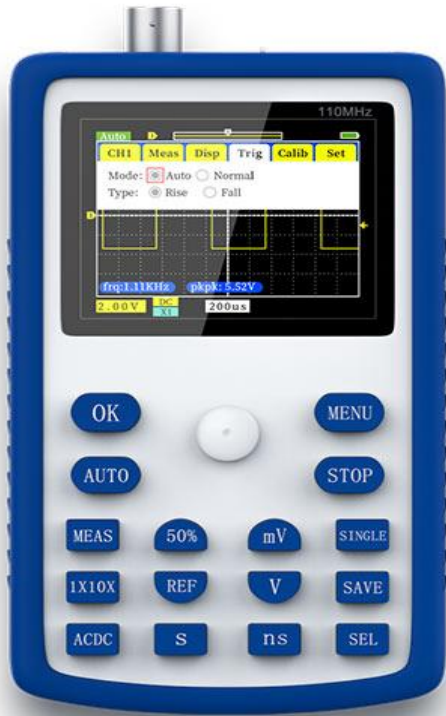 110MHz
Auto
CH1 Meas Disp Trig Calib Set
Mode: Auto Normal
Type: Rise Fall
frq:1.11KHz pkpk: 5.52V
2.00V DC X1 200us
OK MENU
AUTO STOP
MEAS 50% mV SINGLE
1X10X REF V SAVE
ACDC s ns SEL